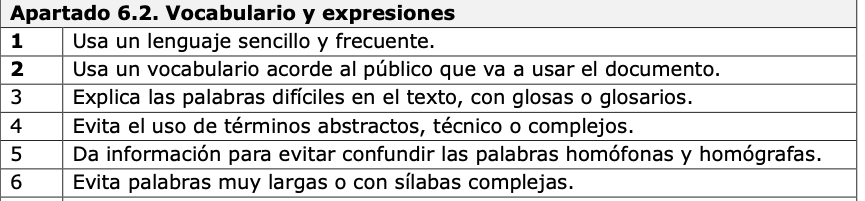 Apartado 6.2. Vocabulario y expresiones
1 Usa un lenguaje sencillo y frecuente.
2 Usa un vocabulario acorde al público que va a usar el documento.
3 Explica las palabras difíciles en el texto, con glosas o glosarios.
4 Evita el uso de términos abstractos, técnico o complejos.
5 Da información para evitar confundir las palabras homófonas y homógrafas.
6 Evita palabras muy largas o con sílabas complejas.